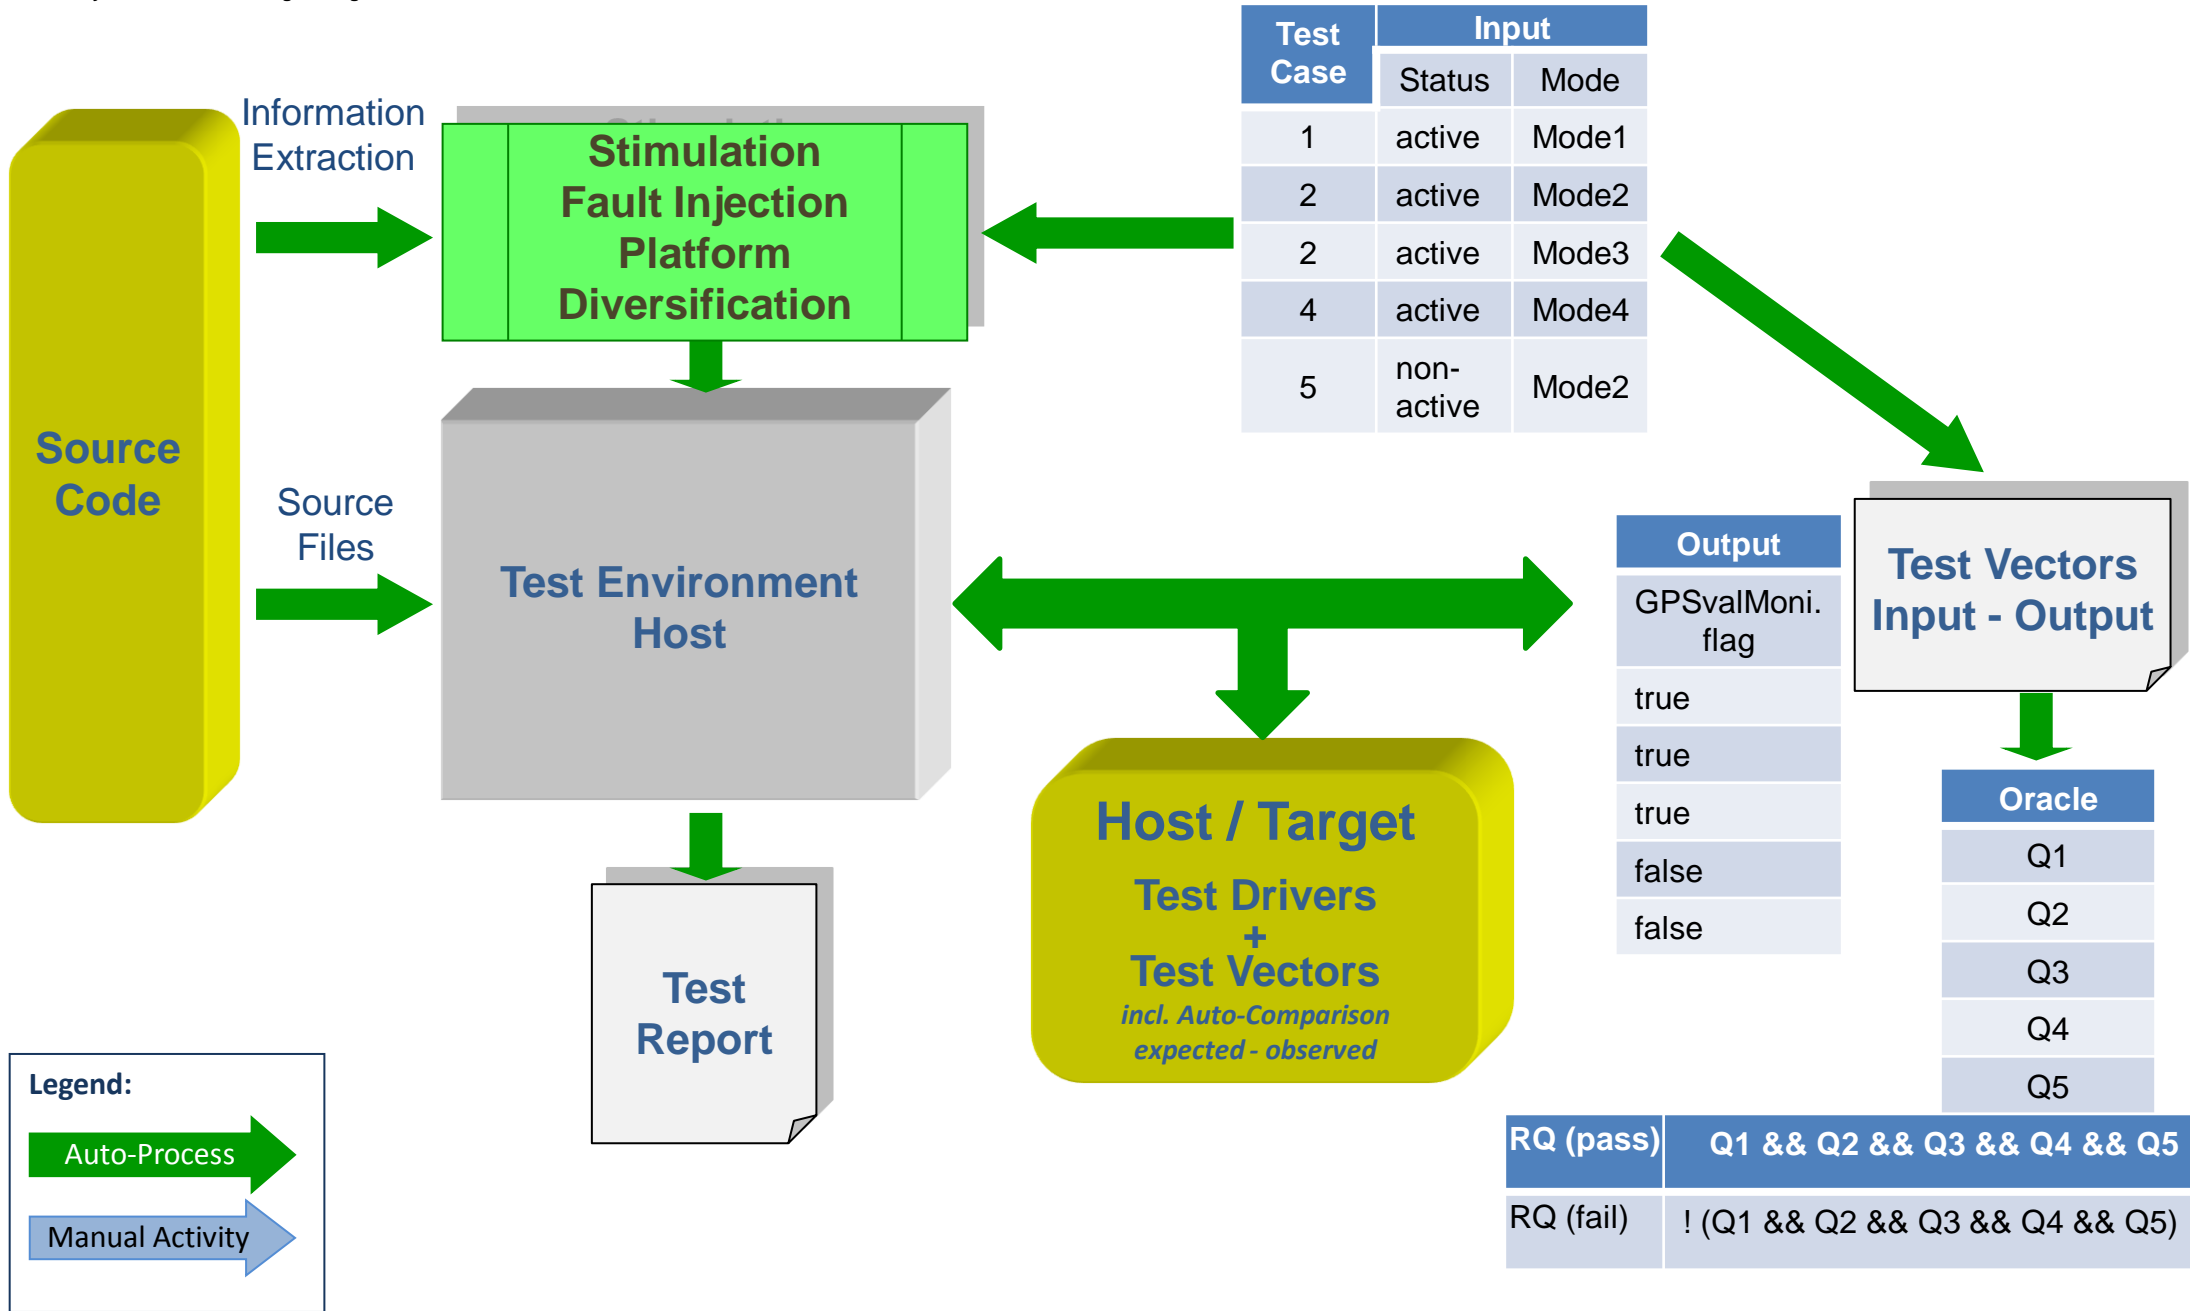 Test Case
Input
Status Mode
1 active Mode1
2 active Mode2
2 active Mode3
4 active Mode4
5 non-active Mode2
Information
Extraction
Stimulation
Fault Injection
Platform
Diversification
Source
Code
Source
Files
Test Environment
Host
Output
GPSvalMoni.
flag
true
true
true
false
false
Test Vectors
Input - Output
Oracle
Q1
Q2
Q3
Q4
Q5
Host / Target
Test Drivers
+
Test Vectors
incl. Auto-Comparison
expected - observed
Test
Report
RQ (pass) Q1 && Q2 && Q3 && Q4 && Q5
RQ (fail) ! (Q1 && Q2 && Q3 && Q4 && Q5)
Legend:
Auto-Process
Manual Activity